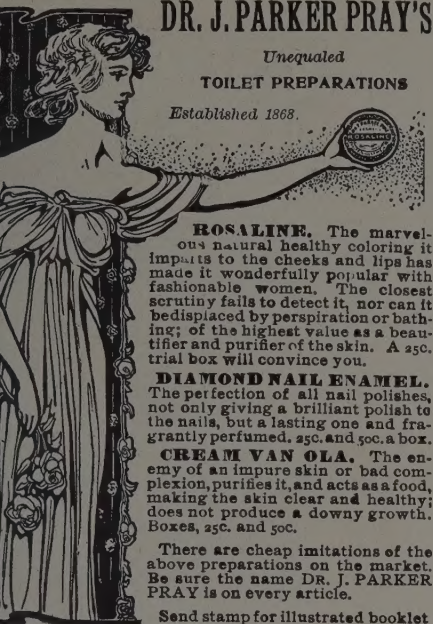 DR. J. PARKER PRAY'S
Unequaled
TOILET PREPARATIONS
Established 1868.
ROSALINE
ROSALINE. The marvel-
ous natural healthy coloring it
imparts to the cheeks and lips has
made it wonderfully popular with
fashionable women. The closest
scrutiny fails to detect it, nor can it
bedisplaced by perspiration or bath-
ing; of the highest value as a beau-
tifier and purifier of the skin. A 25c.
trial box will convince you.
DIAMOND NAIL ENAMEL.
The perfection of all nail polishes,
not only giving a brilliant polish to
the nails, but a lasting one and fra-
grantly perfumed. 25c. and 50c. a box.
CREAM VAN OLA. The en-
emy of an impure skin or bad com-
plexion, purifies it, and acts as a food,
making the skin clear and healthy;
does not produce a downy growth.
Boxes, 25c. and 50c.
There are cheap imitations of the
above preparations on the market.
Be sure the name DR. J. PARKER
PRAY is on every article.
Send stamp for illustrated booklet